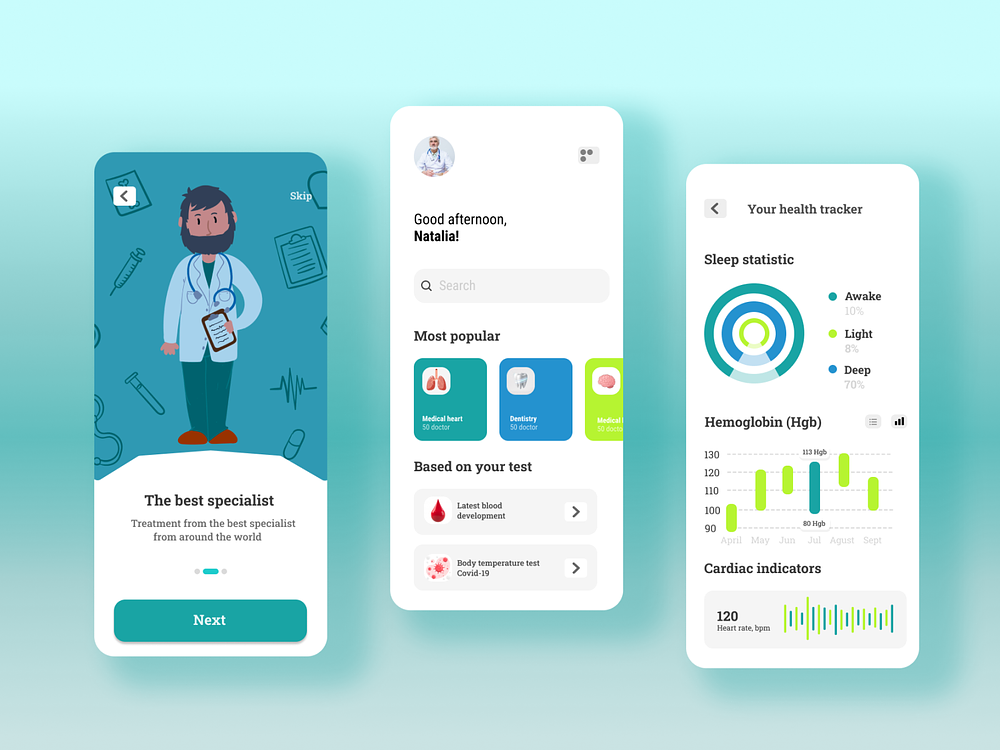 Skip
The best specialist
Treatment from the best specialist
from around the world
Next
Good afternoon,
Natalia!
Search
Most popular
Medical heart
50 doctor
Dentistry
50 doctor
Medical
50 doctor
Based on your test
Latest blood
development
Body temperature test
Covid-19
Your health tracker
Sleep statistic
Awake
10%
Light
8%
Deep
70%
Hemoglobin (Hgb)
130
120
110
100
90
113 Hgb
80 Hgb
April May Jun Jul Agust Sept
Cardiac indicators
120
Heart rate, bpm